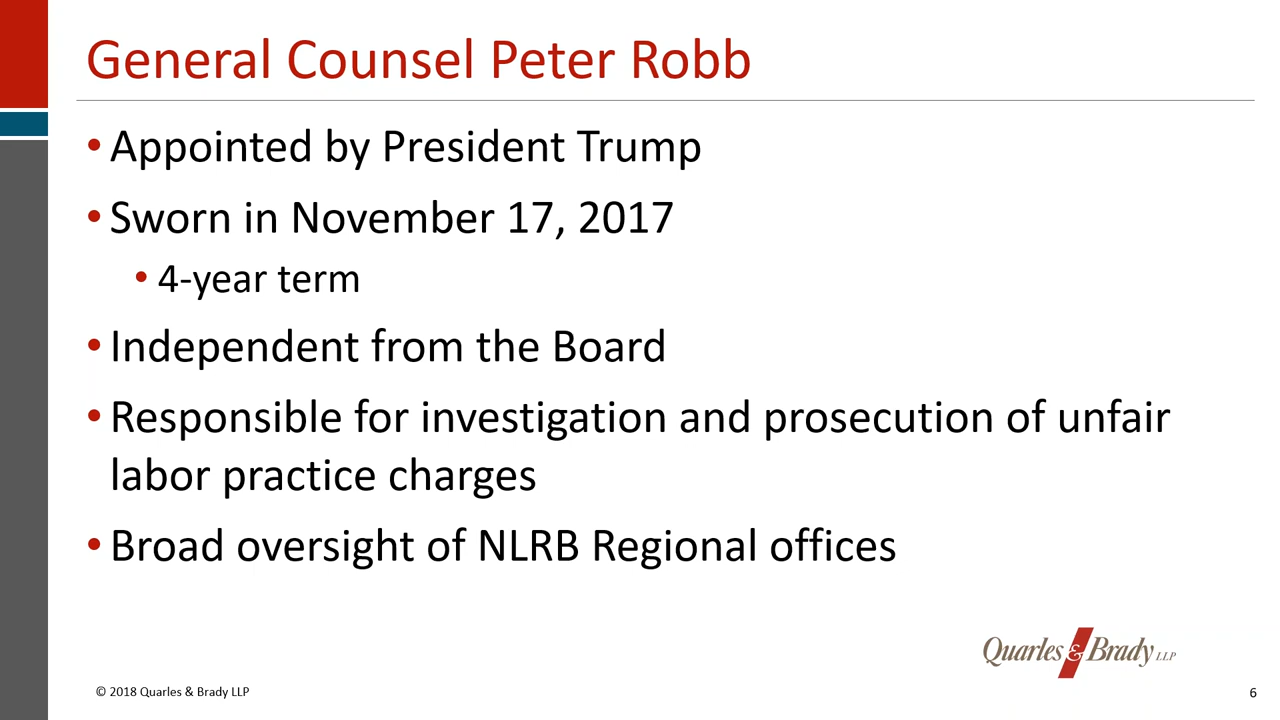 General Counsel Peter Robb
• Appointed by President Trump
• Sworn in November 17, 2017
• 4-year term
• Independent from the Board
• Responsible for investigation and prosecution of unfair
labor practice charges
• Broad oversight of NLRB Regional offices
Quarles & Brady LLP
© 2018 Quarles & Brady LLP
6